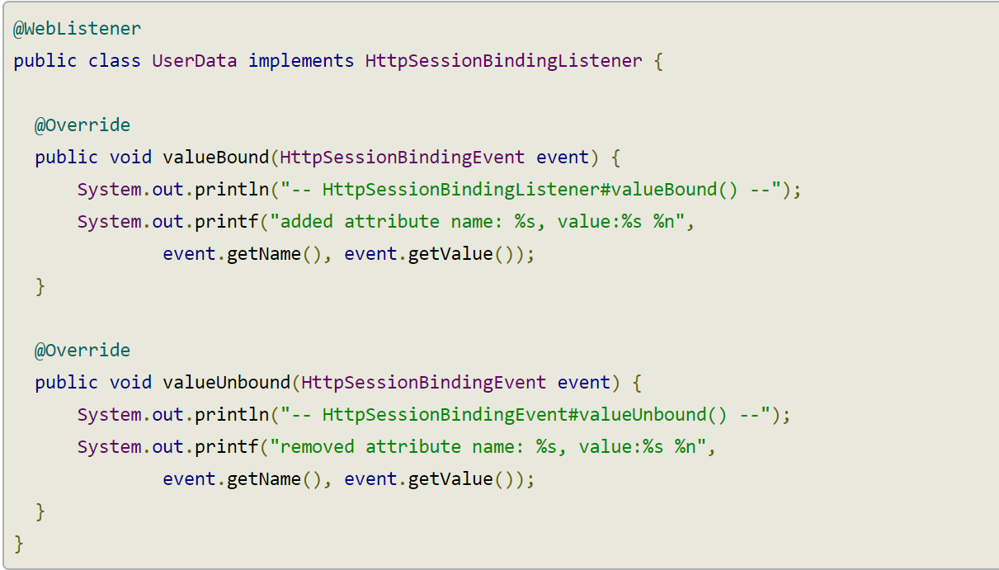 @WebListener
public class UserData implements HttpSessionBindingListener {
@Override
public void valueBound(HttpSessionBindingEvent event) {
System.out.println("-- HttpSessionBindingListener#valueBound() --");
System.out.printf("added attribute name: %s, value:%s %n",
event.getName(), event.getValue());
}
@Override
public void valueUnbound(HttpSessionBindingEvent event) {
System.out.println("-- HttpSessionBindingEvent#valueUnbound() --");
System.out.printf("removed attribute name: %s, value:%s %n",
event.getName(), event.getValue());
}
}